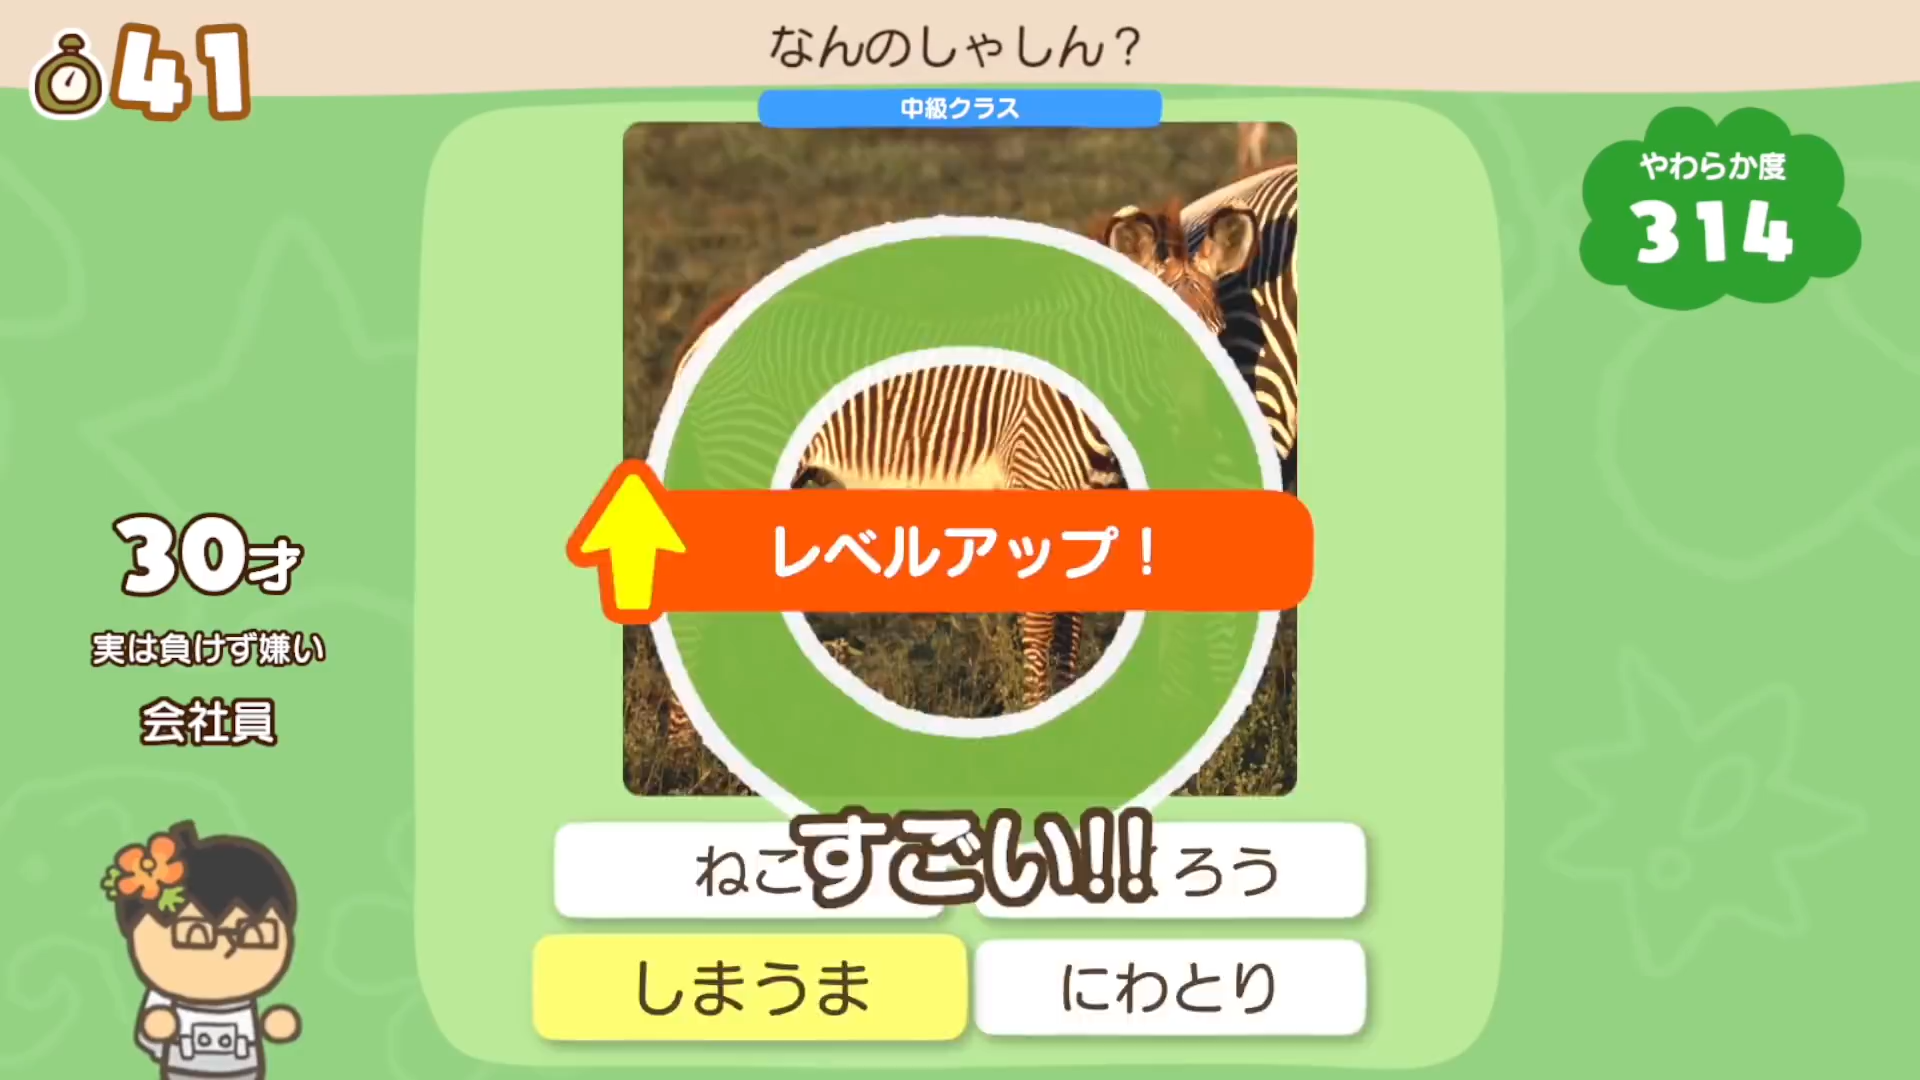 41
なんのしゃしん？
中級クラス
やわらか度
314
レベルアップ！
30才
実は負けず嫌い
会社員
すごい!!
ねこ
ろう
しまうま
にわとり